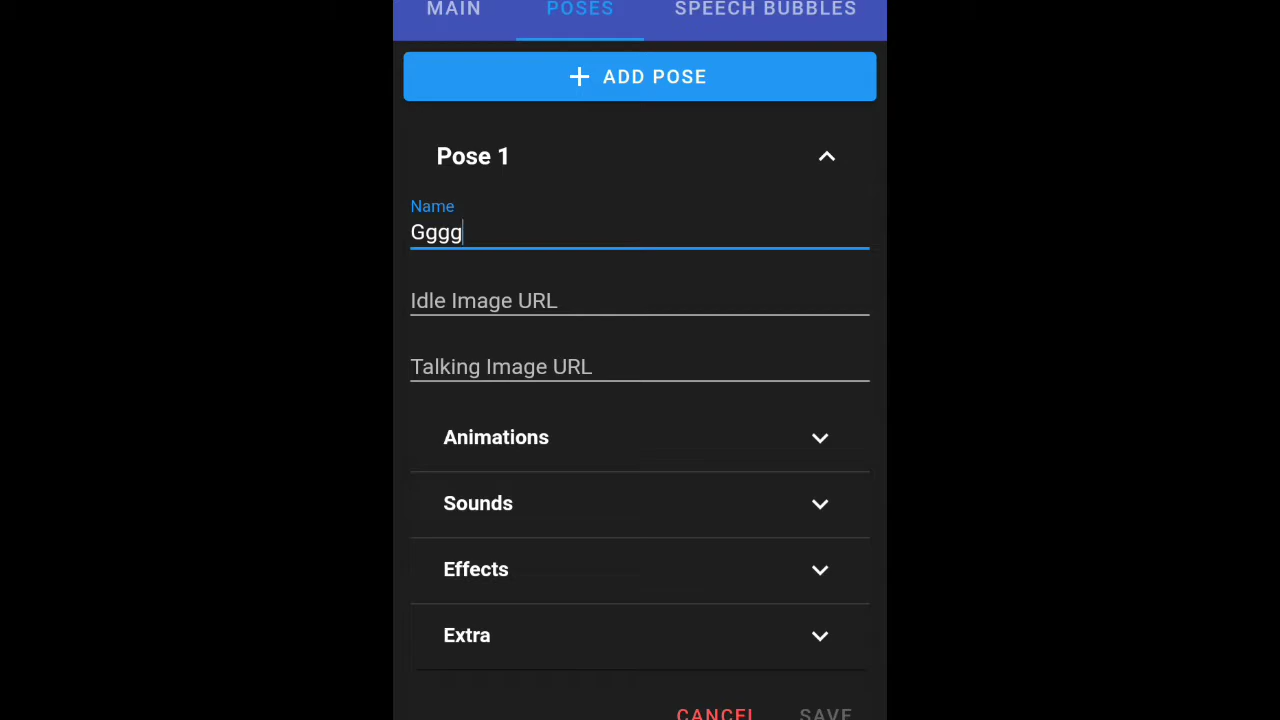 MAIN POSES SPEECH BUBBLES
ADD POSE
Pose 1
Name
Gggg
Idle Image URL
Talking Image URL
Animations
Sounds
Effects
Extra
CANCEL SAVE